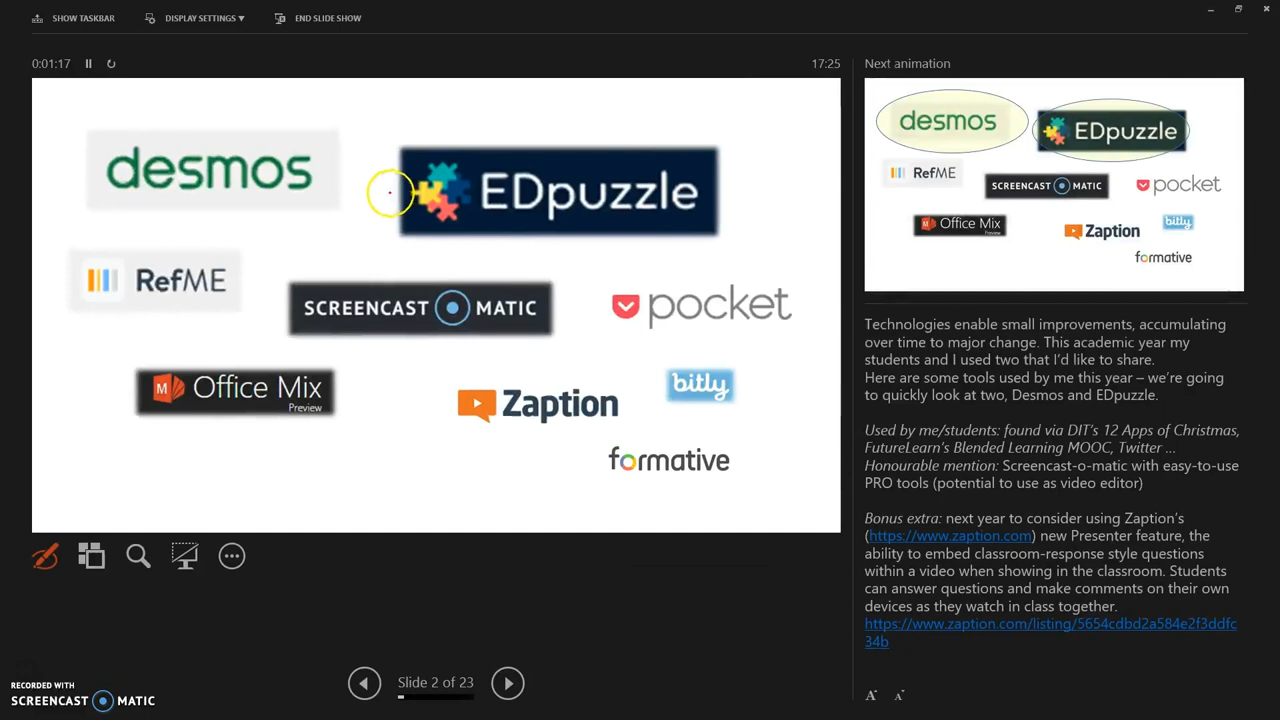 SHOW TASKBAR
DISPLAY SETTINGS ▼
END SLIDE SHOW
0:01:17
17:25
desmos
EDpuzzle
RefME
SCREENCAST O MATIC
pocket
Office Mix
Preview
Zaption
bitly
formative
Slide 2 of 23
RECORDED WITH
SCREENCAST O MATIC
Next animation
desmos
EDpuzzle
RefME
SCREENCAST O MATIC
pocket
Office Mix
Preview
Zaption
bitly
formative
Technologies enable small improvements, accumulating
over time to major change. This academic year my
students and I used two that I'd like to share.
Here are some tools used by me this year – we're going
to quickly look at two, Desmos and EDpuzzle.
Used by me/students: found via DIT's 12 Apps of Christmas,
FutureLearn's Blended Learning MOOC, Twitter ...
Honourable mention: Screencast-o-matic with easy-to-use
PRO tools (potential to use as video editor)
Bonus extra: next year to consider using Zaption's
(https://www.zaption.com) new Presenter feature, the
ability to embed classroom-response style questions
within a video when showing in the classroom. Students
can answer questions and make comments on their own
devices as they watch in class together.
https://www.zaption.com/listing/5654cdbd2a584e2f3ddfc
34b
A A